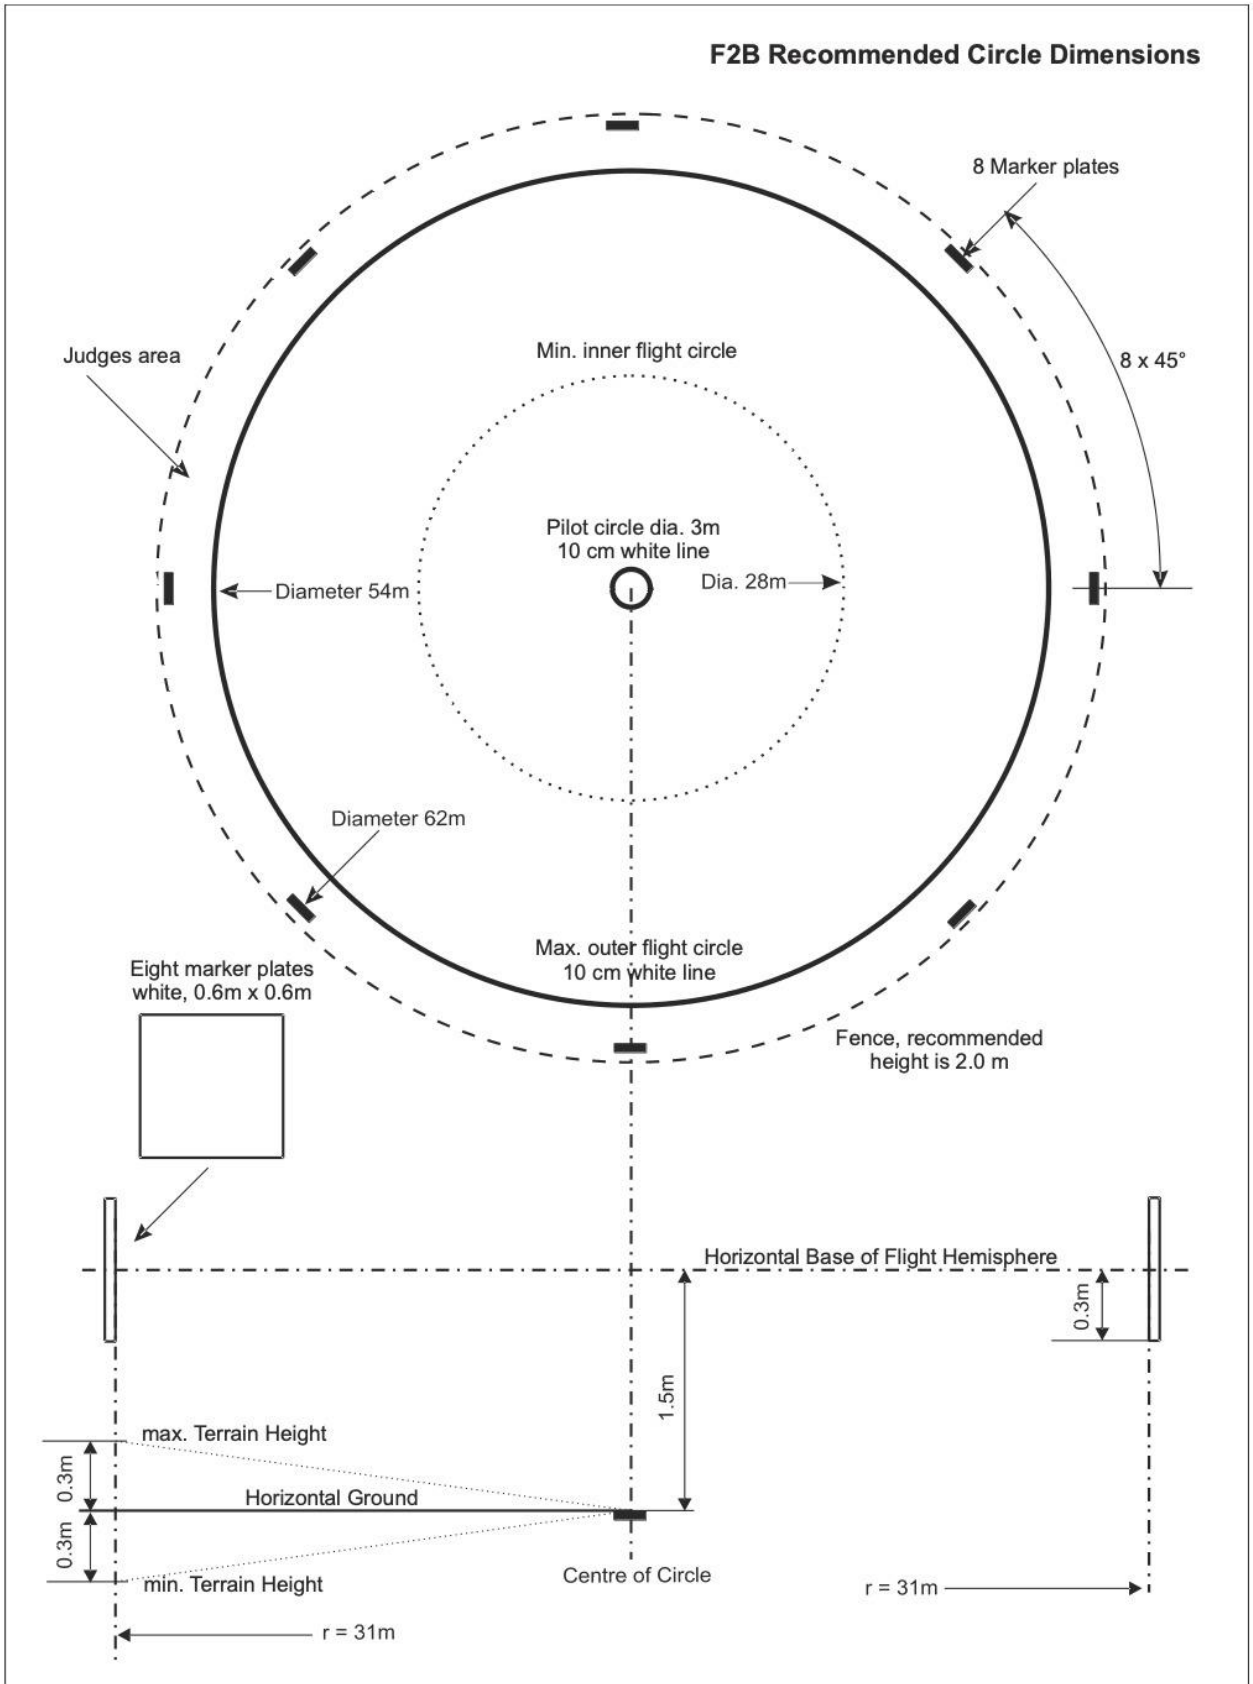 F2B Recommended Circle Dimensions
8 Marker plates
Judges area
Min. inner flight circle
8 x 45°
Pilot circle dia. 3m
10 cm white line
Diameter 54m
Dia. 28m
Diameter 62m
Max. outer flight circle
10 cm white line
Eight marker plates
white, 0.6m x 0.6m
Fence, recommended
height is 2.0 m
Horizontal Base of Flight Hemisphere
0.3m
1.5m
max. Terrain Height
0.3m
Horizontal Ground
0.3m
min. Terrain Height
Centre of Circle
r = 31m
r = 31m